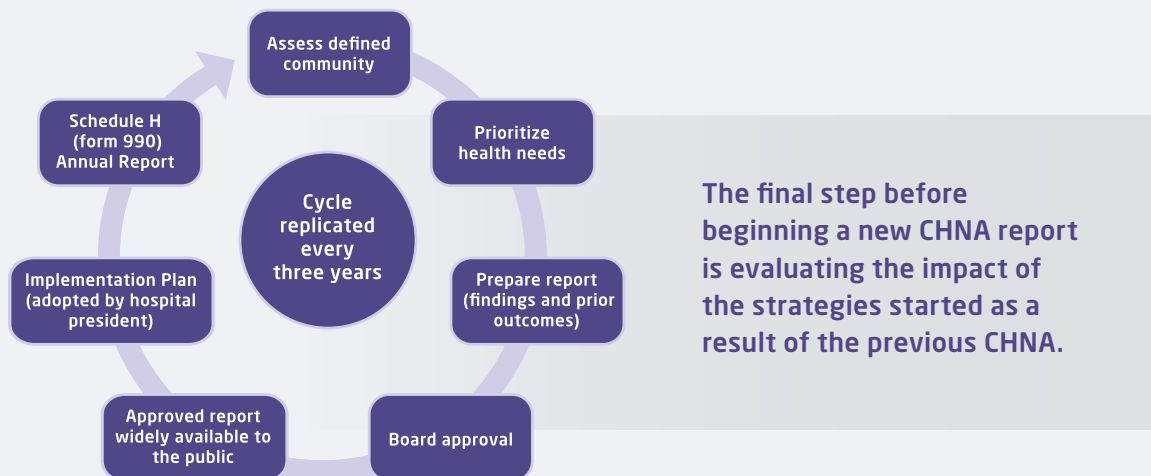 Assess defined
community
Prioritize
health needs
Prepare report
(findings and prior
outcomes)
Board approval
Approved report
widely available to
the public
Implementation Plan
(adopted by hospital
president)
Schedule H
(form 990)
Annual Report
Cycle
replicated
every
three years
The final step before
beginning a new CHNA report
is evaluating the impact of
the strategies started as a
result of the previous CHNA.